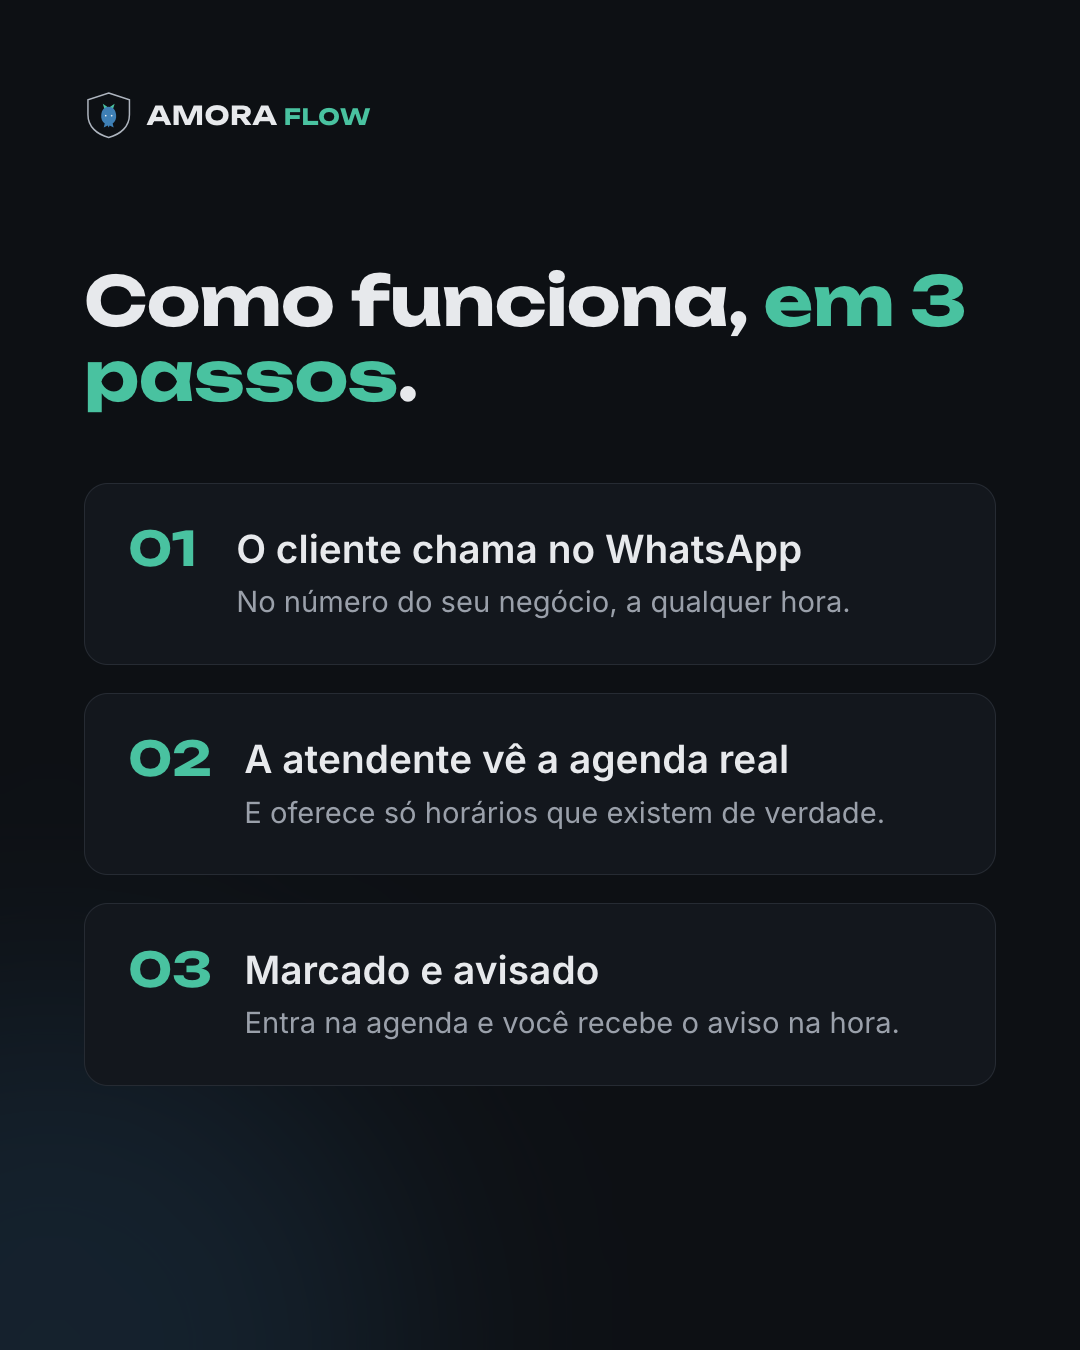 AMORA FLOW
Como funciona, em 3
passos.
01 O cliente chama no WhatsApp
No número do seu negócio, a qualquer hora.
02 A atendente vê a agenda real
E oferece só horários que existem de verdade.
03 Marcado e avisado
Entra na agenda e você recebe o aviso na hora.